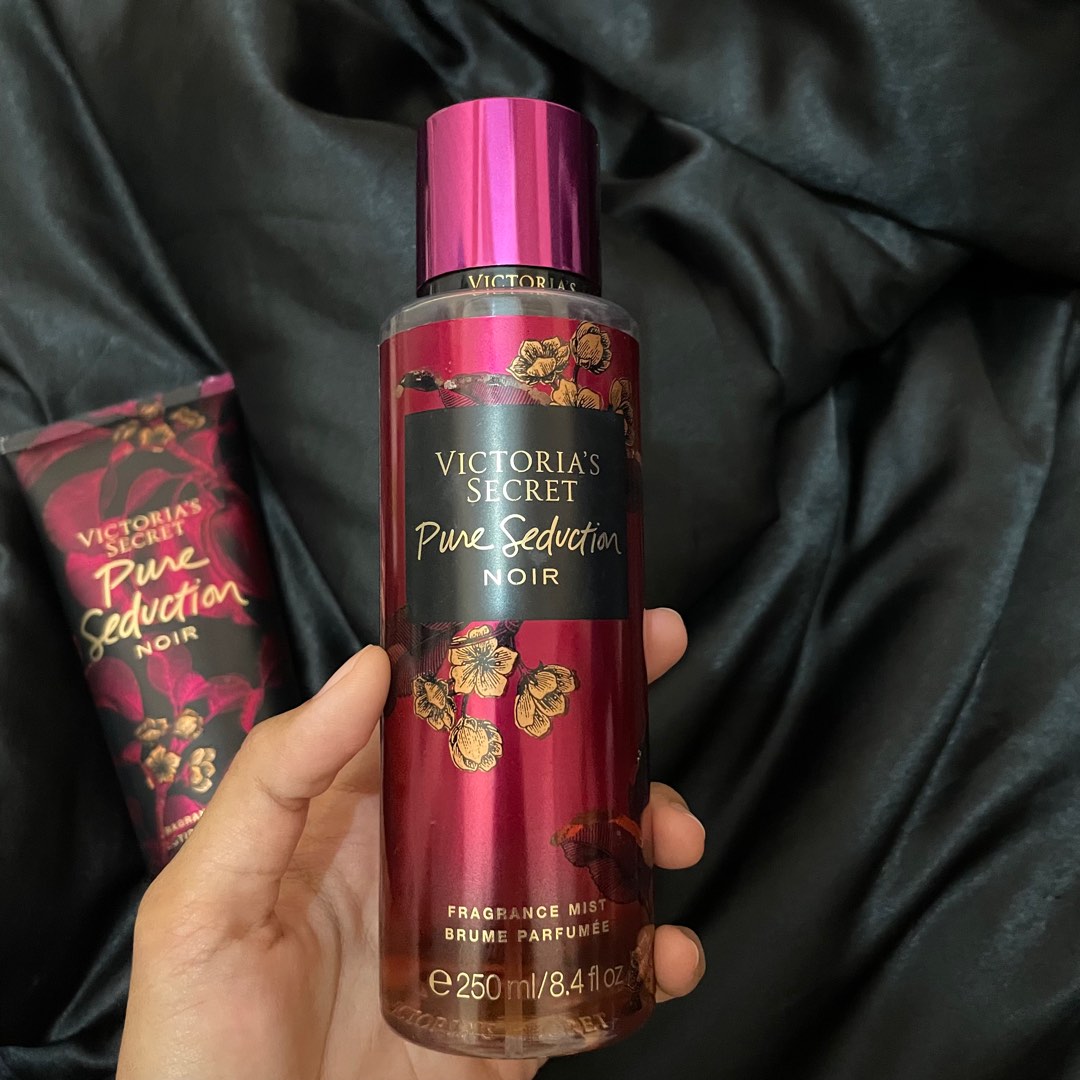 VICTORIA'S
VICTORIA'S
SECRET
Pure Seduction
NOIR
FRAGRANCE MIST
BRUME PARFUMÉE
e 250 ml/8.4 fl oz
VICTORIA'S
SECRET
Pure
Seduction
NOIR